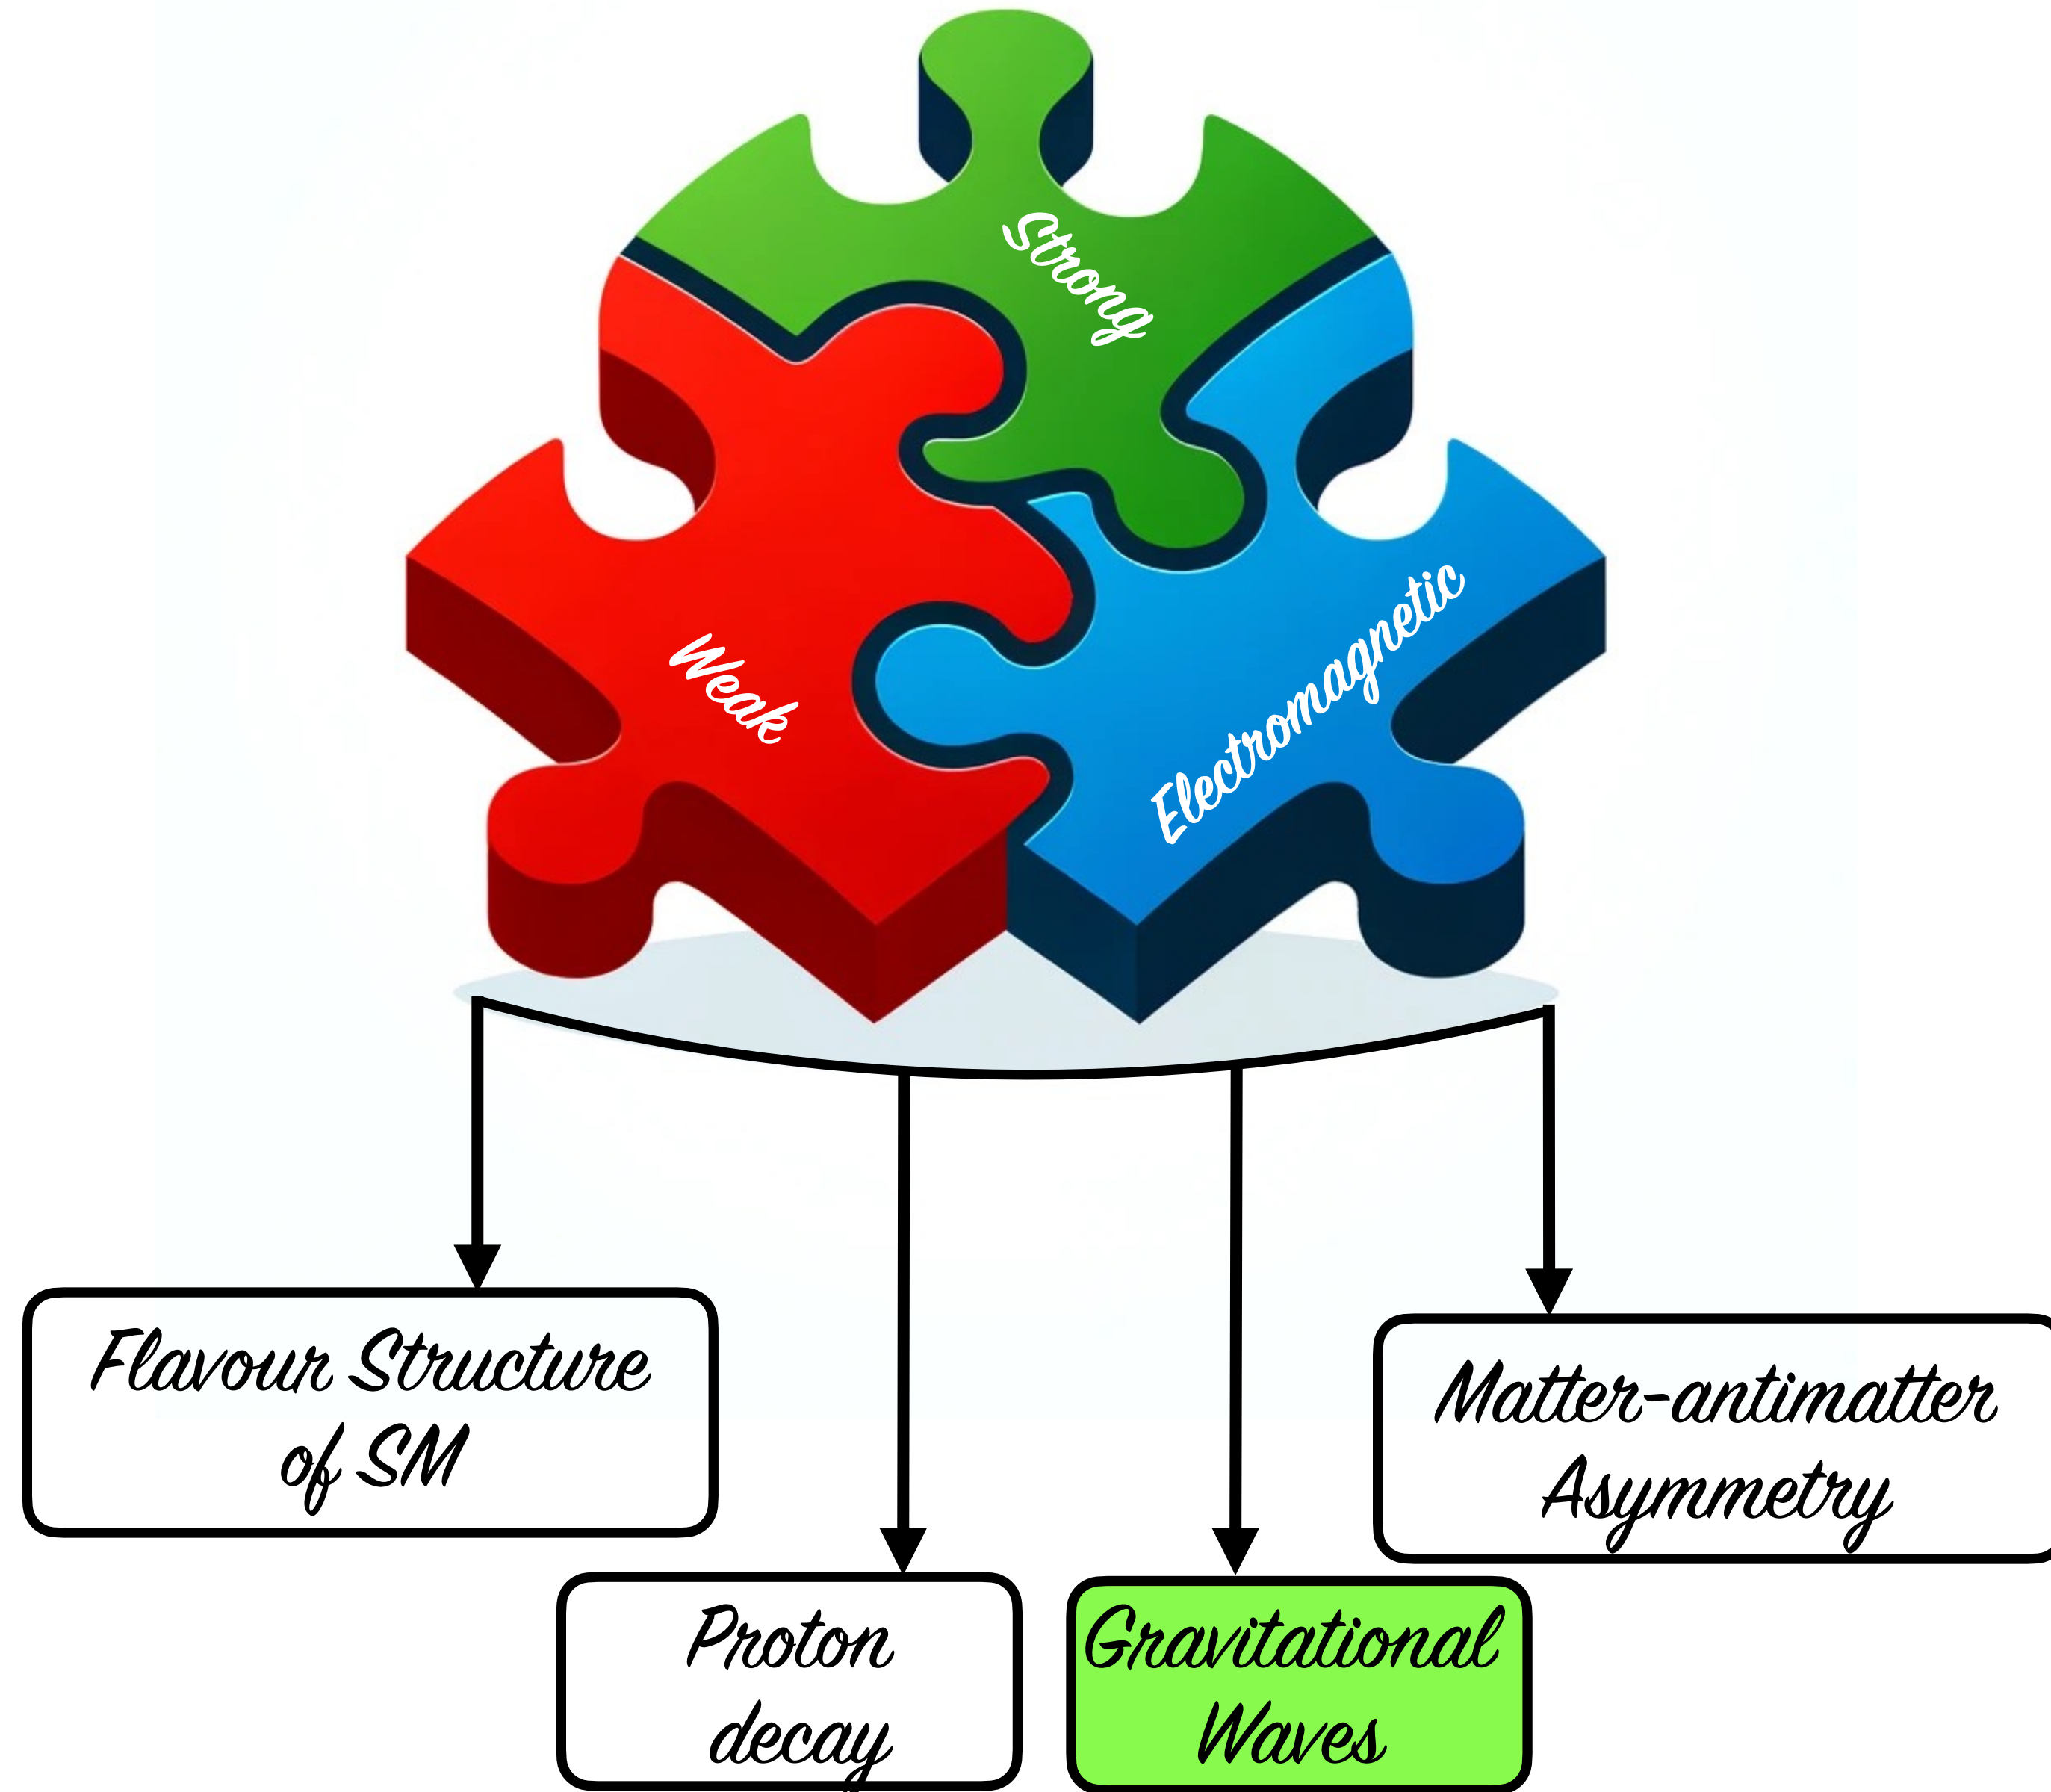 Strong
Weak
Electromagnetic
Flavour Structure
of SM
Matter-antimatter
Asymmetry
Proton
decay
Gravitational
Waves